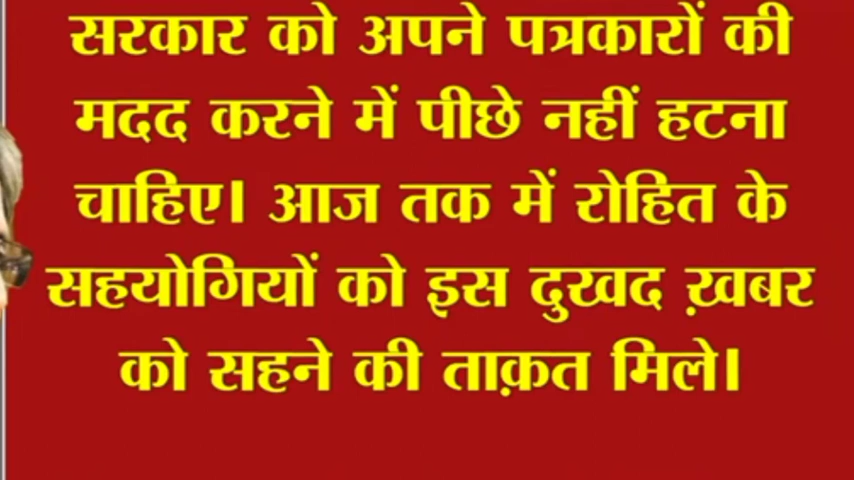 सरकार को अपने पत्रकारों की
मदद करने में पीछे नहीं हटना
चाहिए। आज तक में रोहित के
सहयोगियों को इस दुखद ख़बर
को सहने की ताक़त मिले।